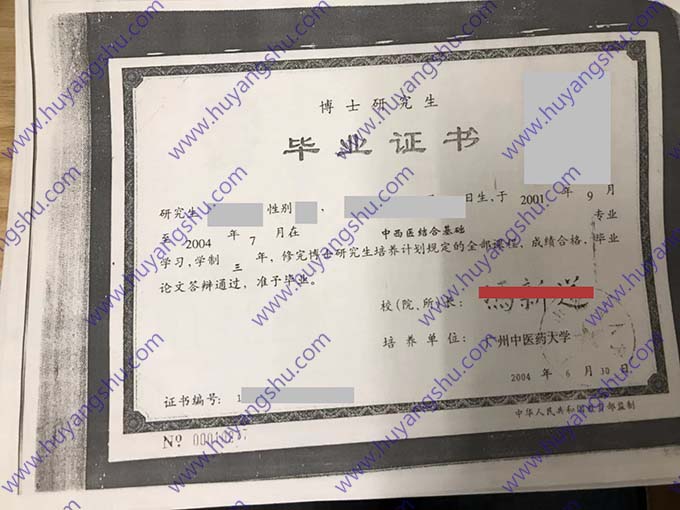 博士研究生
毕业证书
研究生 性别 、 日生,于 2001 年 9 月
至 2004 年 7 月在 中西医结合基础 专业
学习,学制 三 年,修完博士研究生培养计划规定的全部课程,成绩合格,毕业
论文答辩通过,准予毕业。
校(院、所)长:
培养单位: 广州中医药大学
2004 年 6 月 30 日
证书编号: 1
中华人民共和国教育部监制
№ 000
www.huyangshu.com